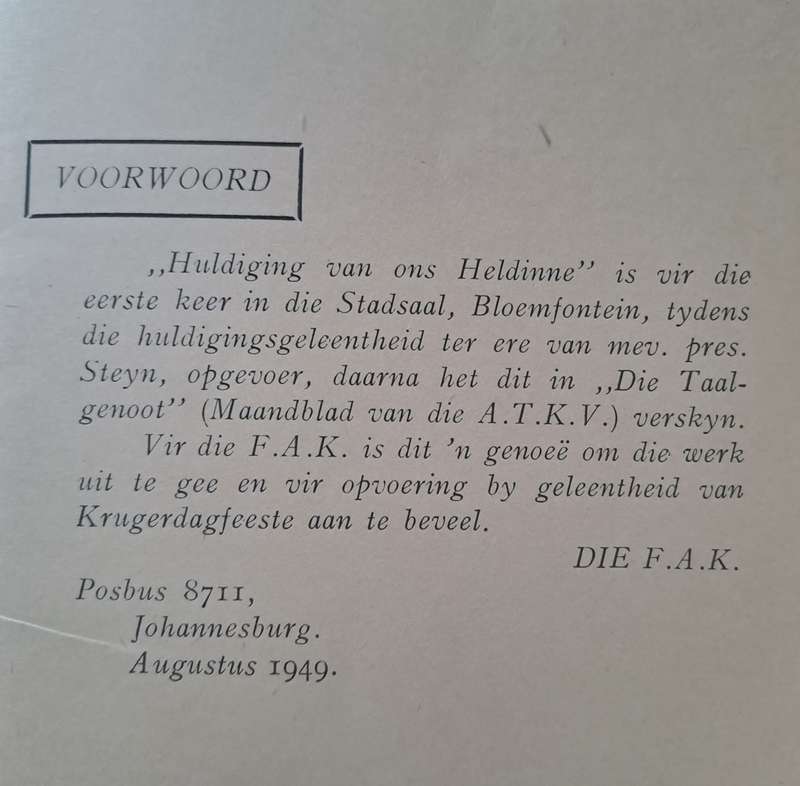 VOORWOORD
,,Huldiging van ons Heldinne” is vir die
eerste keer in die Stadsaal, Bloemfontein, tydens
die huldigingsgeleentheid ter ere van mev. pres.
Steyn, opgevoer, daarna het dit in ,,Die Taal-
genoot” (Maandblad van die A.T.K.V.) verskyn.
Vir die F.A.K. is dit ’n genoeë om die werk
uit te gee en vir opvoering by geleentheid van
Krugerdagfeeste aan te beveel.
DIE F.A.K.
Posbus 8711,
Johannesburg.
Augustus 1949.